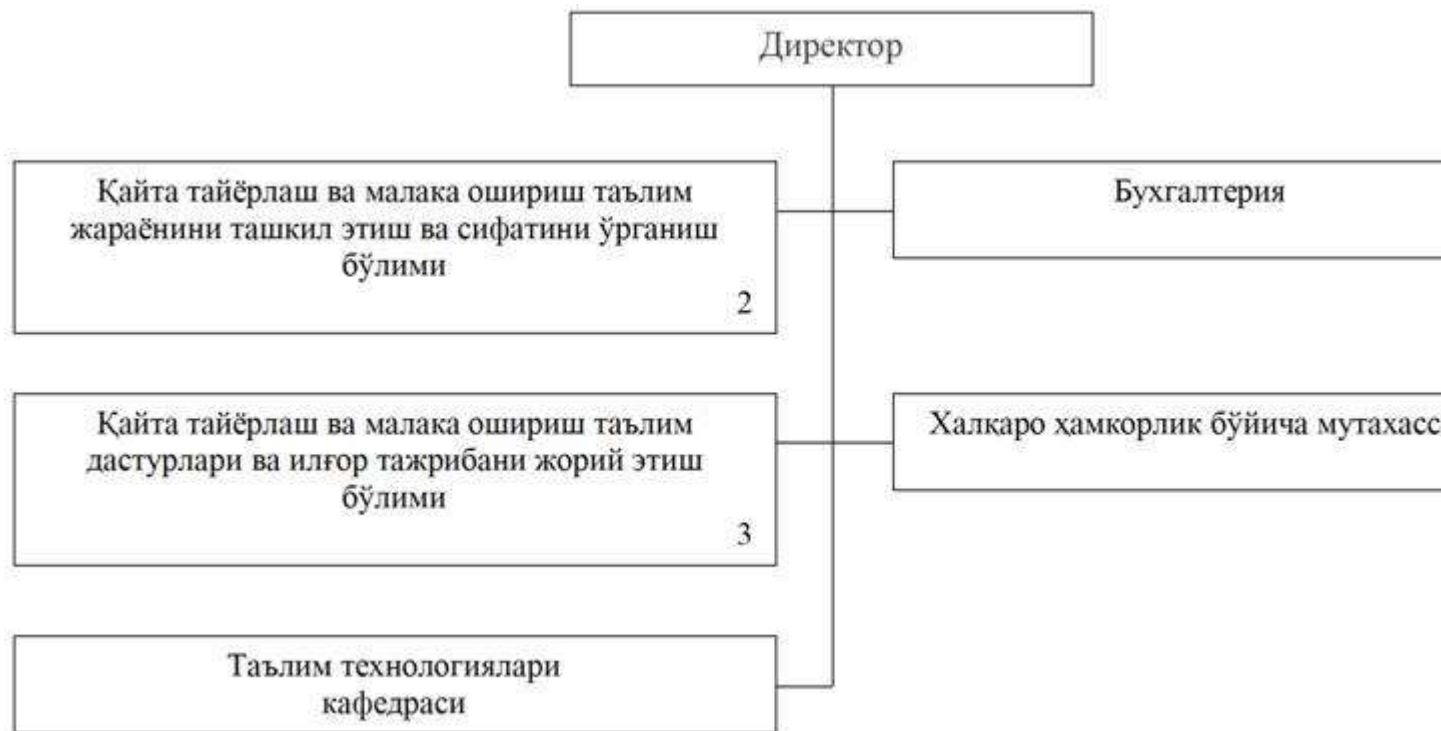 Директор
Қайта тайёрлаш ва малака ошириш таълим
жараёнини ташкил этиш ва сифатини ўрганиш
бўлими
2
Бухгалтерия
Қайта тайёрлаш ва малака ошириш таълим
дастурлари ва илғор тажрибани жорий этиш
бўлими
3
Халқаро ҳамкорлик бўйича мутахасс
Таълим технологиялари
кафедраси